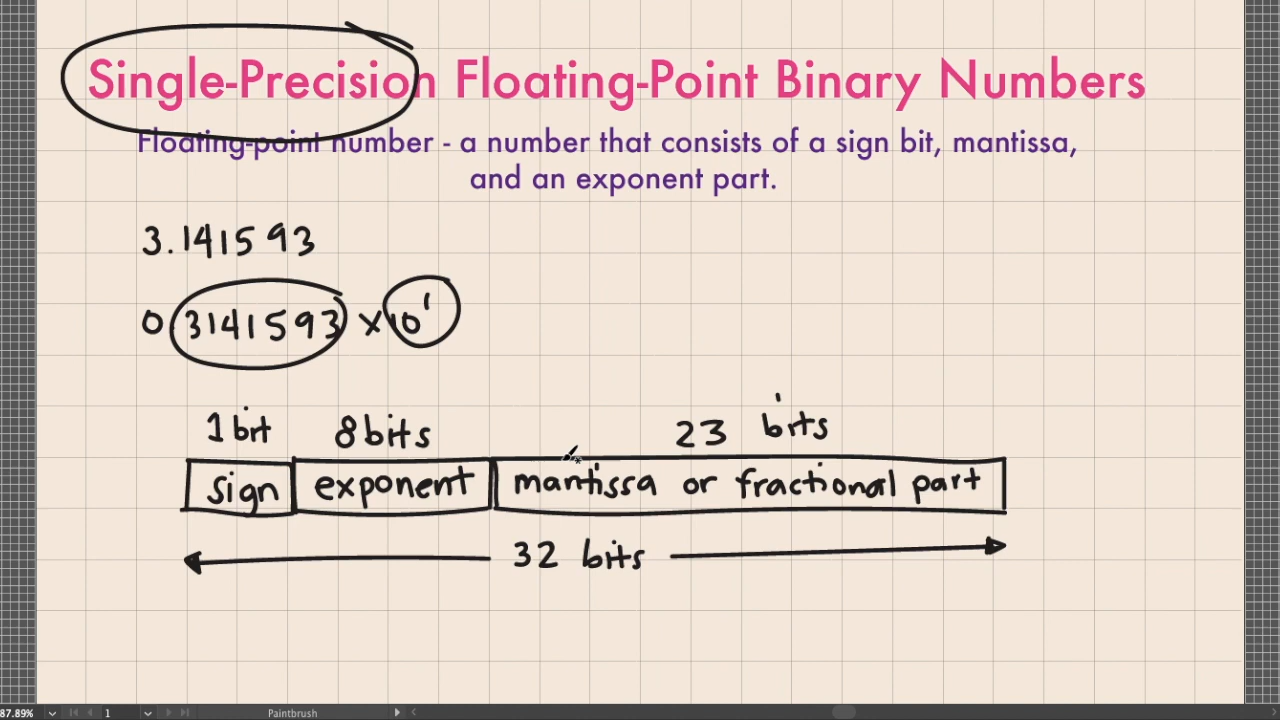 Single-Precision Floating-Point Binary Numbers
Floating-point number - a number that consists of a sign bit, mantissa,
and an exponent part.
3.141593
0.3141593 x 10¹
1 bit 8 bits 23 bits
sign exponent mantissa or fractional part
32 bits
87.89% 1 Paintbrush